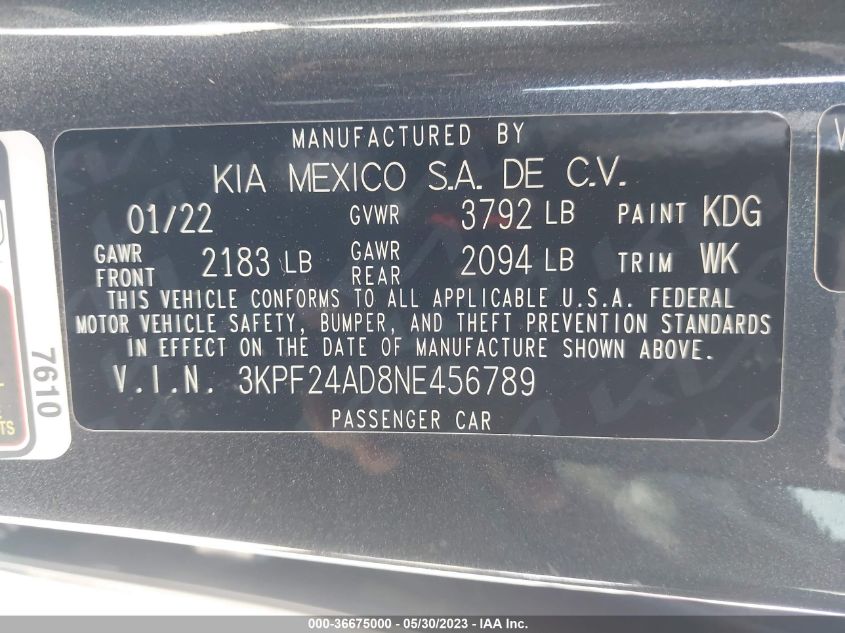 MANUFACTURED BY
KIA MEXICO S.A. DE C.V.
01/22 GVWR 3792 LB PAINT KDG
GAWR FRONT 2183 LB GAWR REAR 2094 LB TRIM WK
THIS VEHICLE CONFORMS TO ALL APPLICABLE U.S.A. FEDERAL
MOTOR VEHICLE SAFETY, BUMPER, AND THEFT PREVENTION STANDARDS
IN EFFECT ON THE DATE OF MANUFACTURE SHOWN ABOVE.
V.I.N. 3KPF24AD8NE456789
PASSENGER CAR
7610
000-36675000 - 05/30/2023 - IAA Inc.